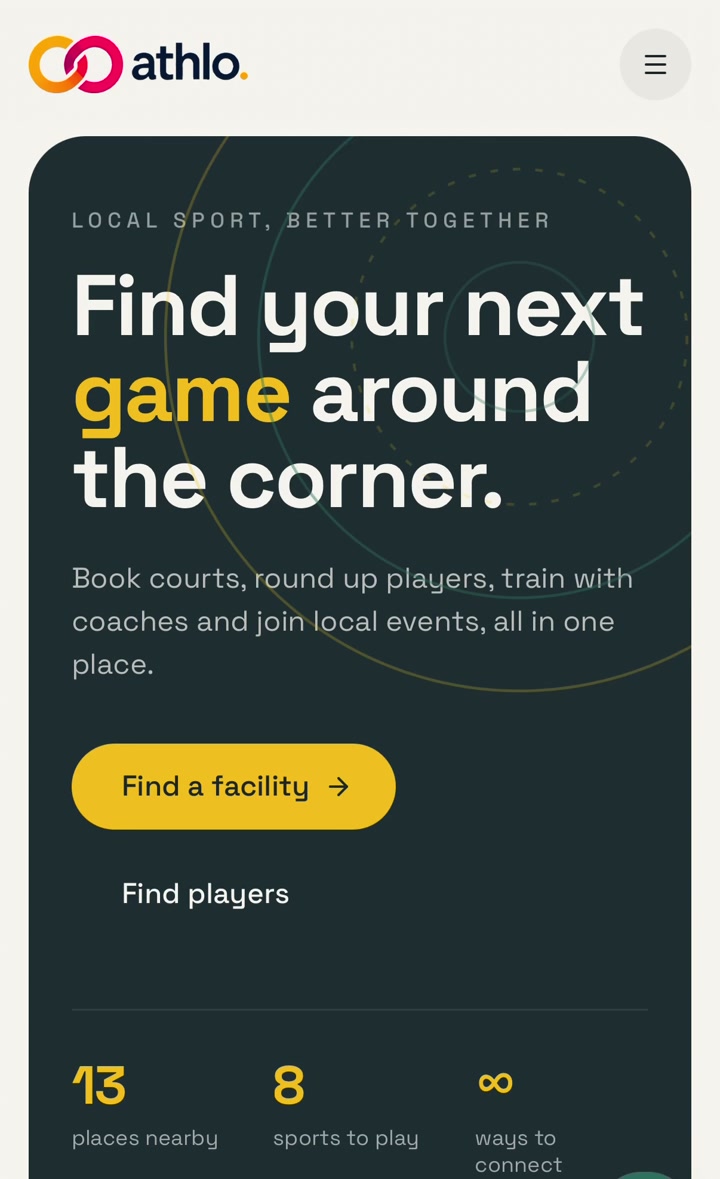 athlo.
LOCAL SPORT, BETTER TOGETHER
Find your next
game around
the corner.
Book courts, round up players, train with
coaches and join local events, all in one
place.
Find a facility →
Find players
13
places nearby
8
sports to play
∞
ways to
connect